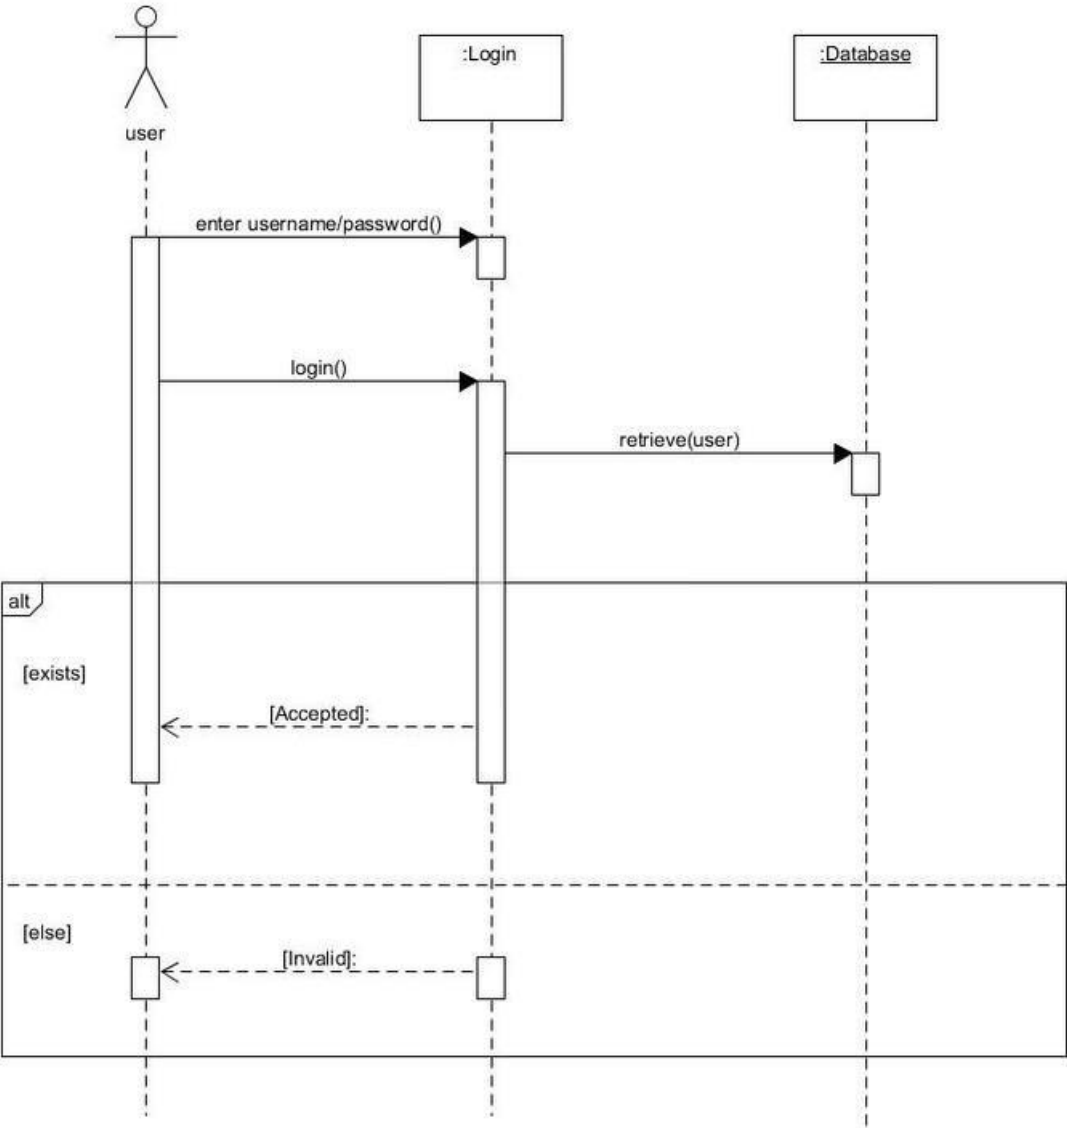 :Login
:Database
user
enter username/password()
login()
retrieve(user)
alt
[exists]
[Accepted]:
[else]
[Invalid]: